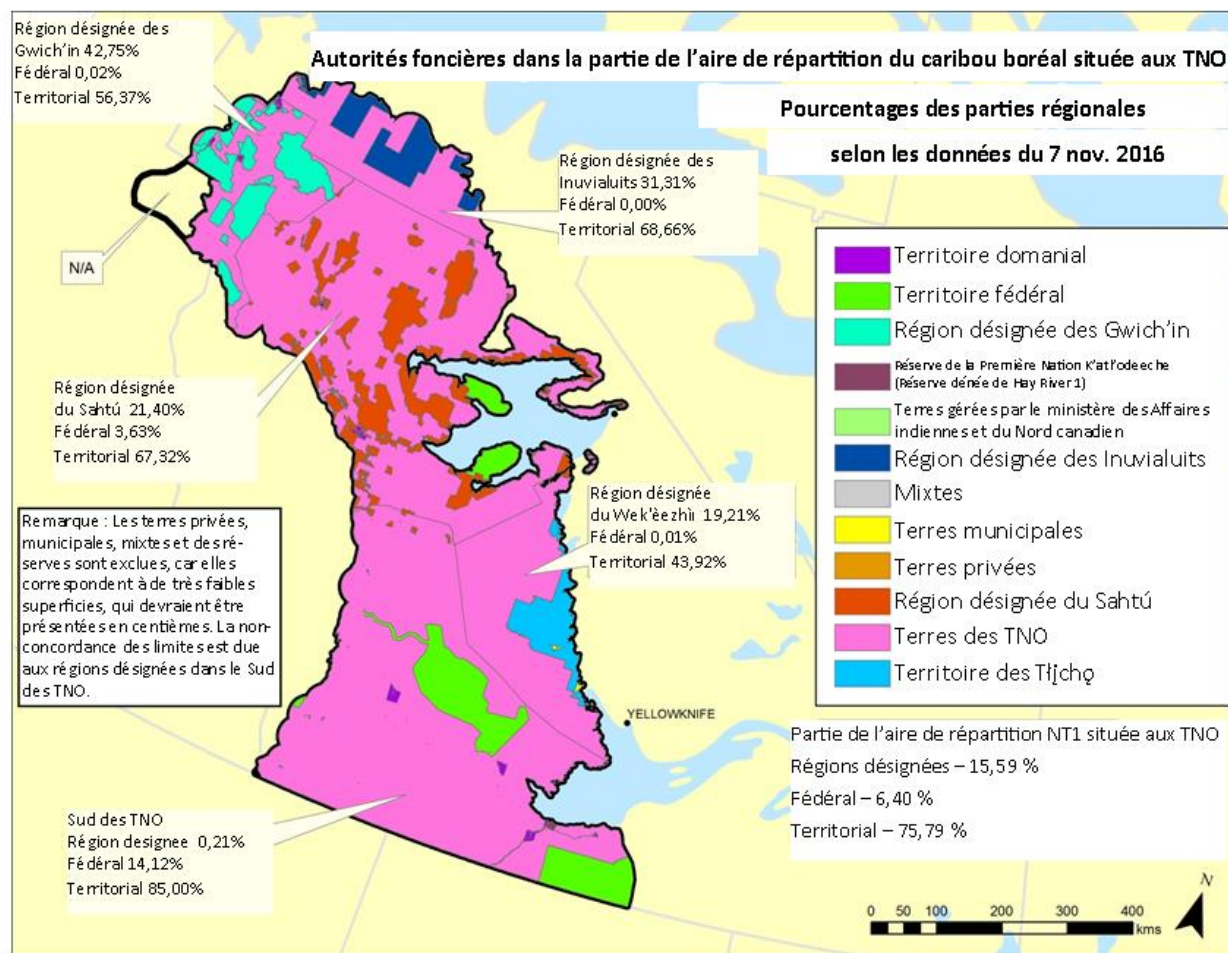 Région désignée des
Gwich’in 42,75%
Fédéral 0,02%
Territorial 56,37%
Autorités foncières dans la partie de l’aire de répartition du caribou boréal située aux TNO
Pourcentages des parties régionales
selon les données du 7 nov. 2016
Région désignée des
Inuvialuits 31,31%
Fédéral 0,00%
Territorial 68,66%
N/A
Région désignée
du Sahtú 21,40%
Fédéral 3,63%
Territorial 67,32%
Remarque : Les terres privées,
municipales, mixtes et des ré-
serves sont exclues, car elles
correspondent à de très faibles
superficies, qui devraient être
présentées en centièmes. La non-
concordance des limites est due
aux régions désignées dans le Sud
des TNO.
Région désignée
du Wek'èezhìı 19,21%
Fédéral 0,01%
Territorial 43,92%
Territoire domanial
Territoire fédéral
Région désignée des Gwich’in
Réserve de la Première Nation K’atl’odeeche
(Réserve dénée de Hay River 1)
Terres gérées par le ministère des Affaires
indiennes et du Nord canadien
Région désignée des Inuvialuits
Mixtes
Terres municipales
Terres privées
Région désignée du Sahtú
Terres des TNO
Territoire des Tłı̨chǫ
YELLOWKNIFE
Partie de l’aire de répartition NT1 située aux TNO
Régions désignées – 15,59 %
Fédéral – 6,40 %
Territorial – 75,79 %
Sud des TNO
Région designee 0,21%
Fédéral 14,12%
Territorial 85,00%
N
0 50 100 200 300 400
kms